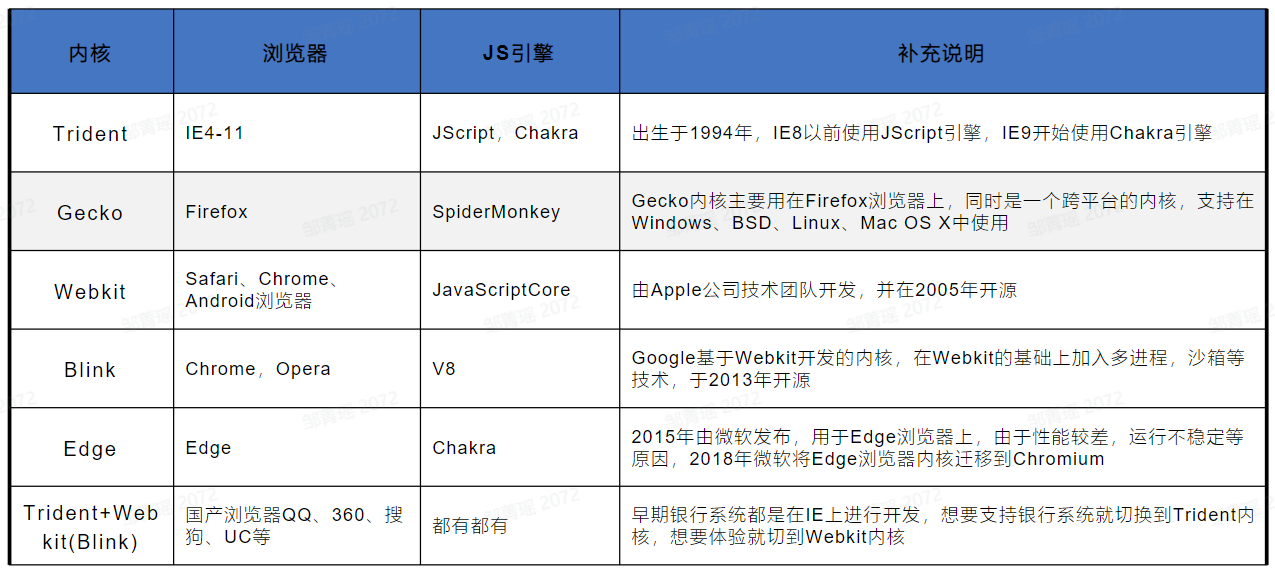 内核
浏览器
JS引擎
补充说明
Trident
IE4-11
JScript，Chakra
出生于1994年，IE8以前使用JScript引擎，IE9开始使用Chakra引擎
Gecko
Firefox
SpiderMonkey
Gecko内核主要用在Firefox浏览器上，同时是一个跨平台的内核，支持在
Windows、BSD、Linux、Mac OS X中使用
Webkit
Safari、Chrome、
Android浏览器
JavaScriptCore
由Apple公司技术团队开发，并在2005年开源
Blink
Chrome，Opera
V8
Google基于Webkit开发的内核，在Webkit的基础上加入多进程，沙箱等
技术，于2013年开源
Edge
Edge
Chakra
2015年由微软发布，用于Edge浏览器上，由于性能较差，运行不稳定等
原因，2018年微软将Edge浏览器内核迁移到Chromium
Trident+Web
kit(Blink)
国产浏览器QQ、360、搜
狗、UC等
都有都有
早期银行系统都是在IE上进行开发，想要支持银行系统就切换到Trident内
核，想要体验就切到Webkit内核
邹菁瑶 2072